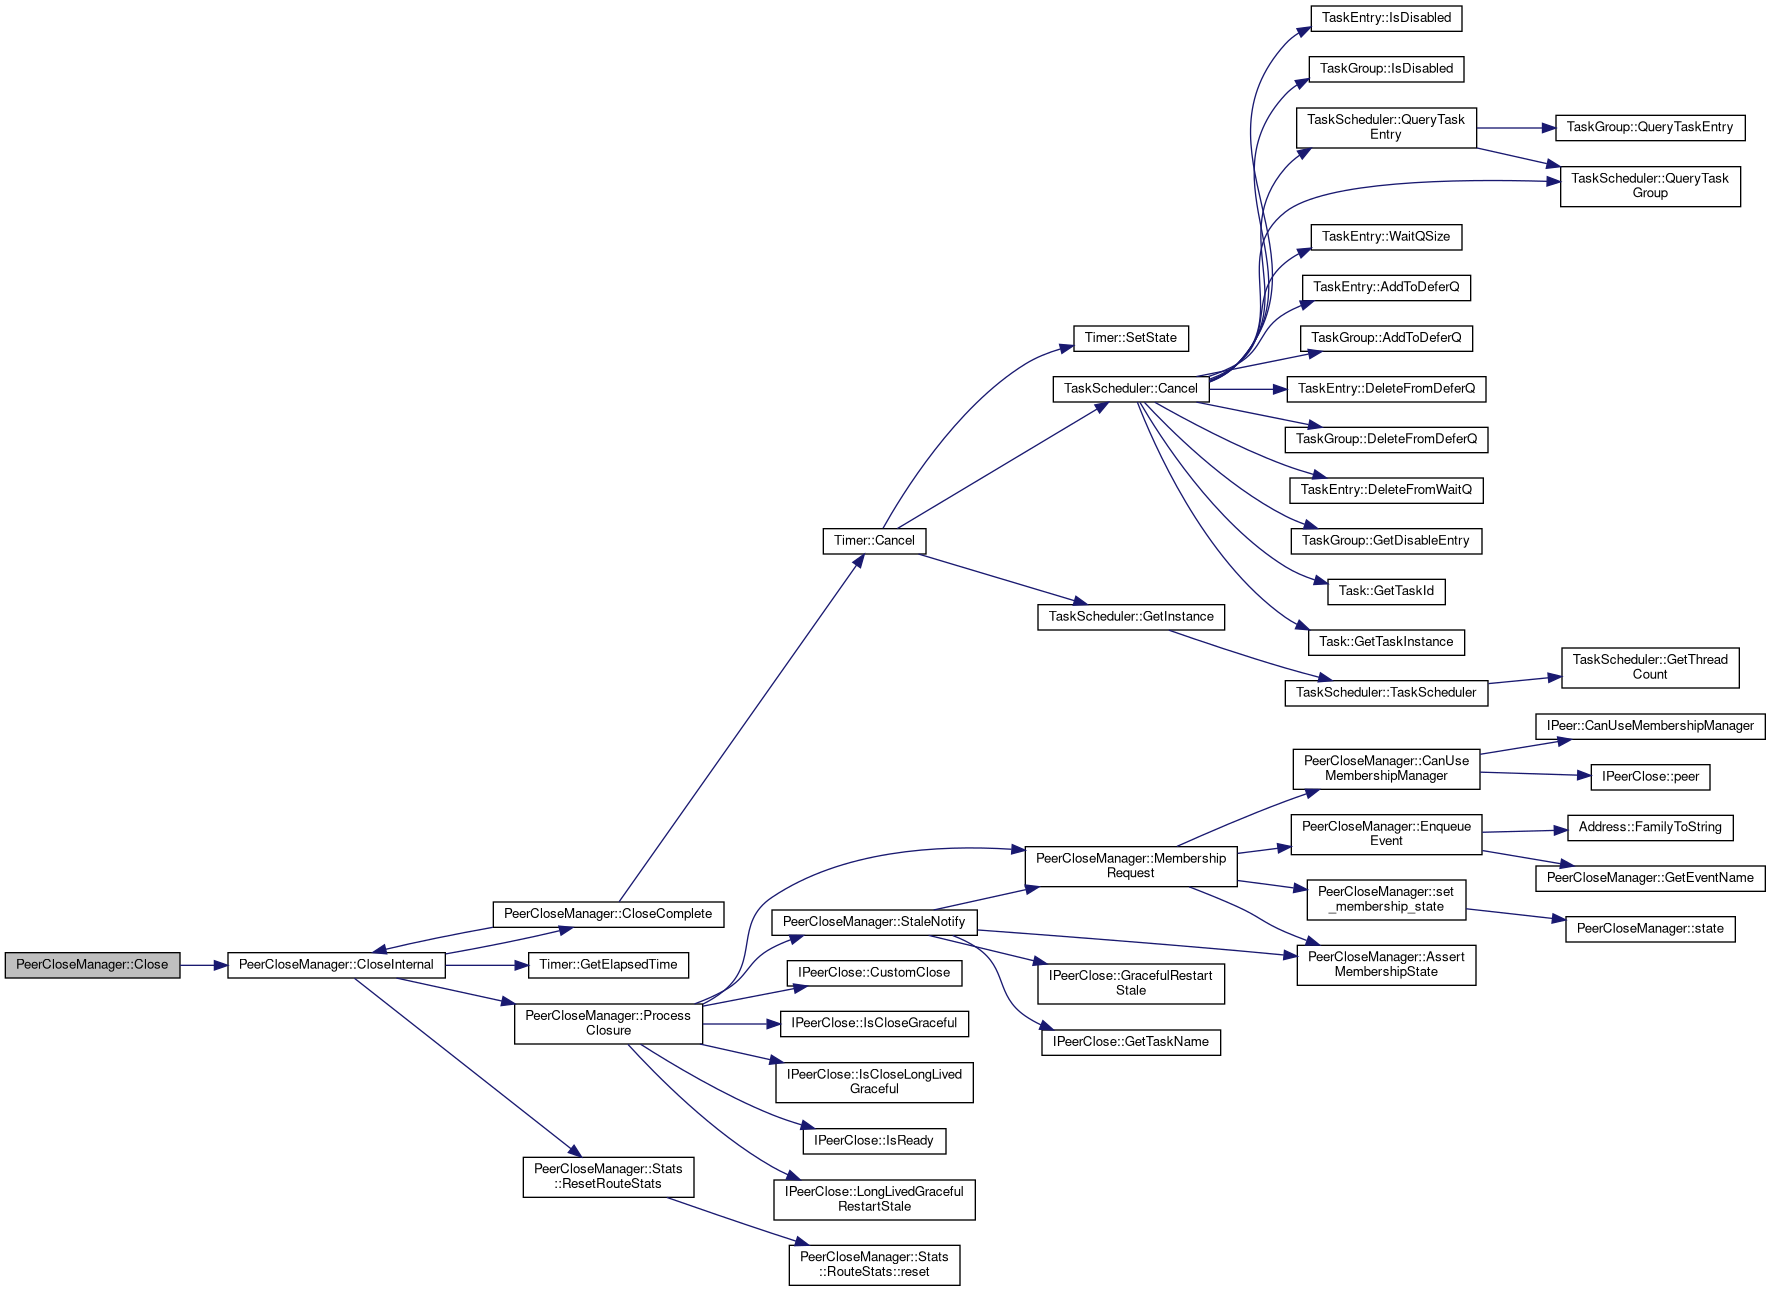 TaskEntry::IsDisabled
TaskGroup::IsDisabled
TaskScheduler::QueryTask
Entry
TaskGroup::QueryTaskEntry
TaskScheduler::QueryTask
Group
TaskEntry::WaitQSize
TaskEntry::AddToDeferQ
Timer::SetState
TaskGroup::AddToDeferQ
TaskScheduler::Cancel
TaskEntry::DeleteFromDeferQ
TaskGroup::DeleteFromDeferQ
TaskEntry::DeleteFromWaitQ
Timer::Cancel
TaskGroup::GetDisableEntry
Task::GetTaskId
TaskScheduler::GetInstance
Task::GetTaskInstance
TaskScheduler::GetThread
Count
TaskScheduler::TaskScheduler
IPeer::CanUseMembershipManager
PeerCloseManager::CanUse
MembershipManager
IPeerClose::peer
PeerCloseManager::Enqueue
Event
Address::FamilyToString
PeerCloseManager::Membership
Request
PeerCloseManager::GetEventName
PeerCloseManager::set
_membership_state
PeerCloseManager::CloseComplete
PeerCloseManager::StaleNotify
PeerCloseManager::state
PeerCloseManager::Close
PeerCloseManager::CloseInternal
Timer::GetElapsedTime
PeerCloseManager::Assert
MembershipState
IPeerClose::CustomClose
IPeerClose::GracefulRestart
Stale
PeerCloseManager::Process
Closure
IPeerClose::IsCloseGraceful
IPeerClose::GetTaskName
IPeerClose::IsCloseLongLived
Graceful
IPeerClose::IsReady
PeerCloseManager::Stats
::ResetRouteStats
IPeerClose::LongLivedGraceful
RestartStale
PeerCloseManager::Stats
::RouteStats::reset